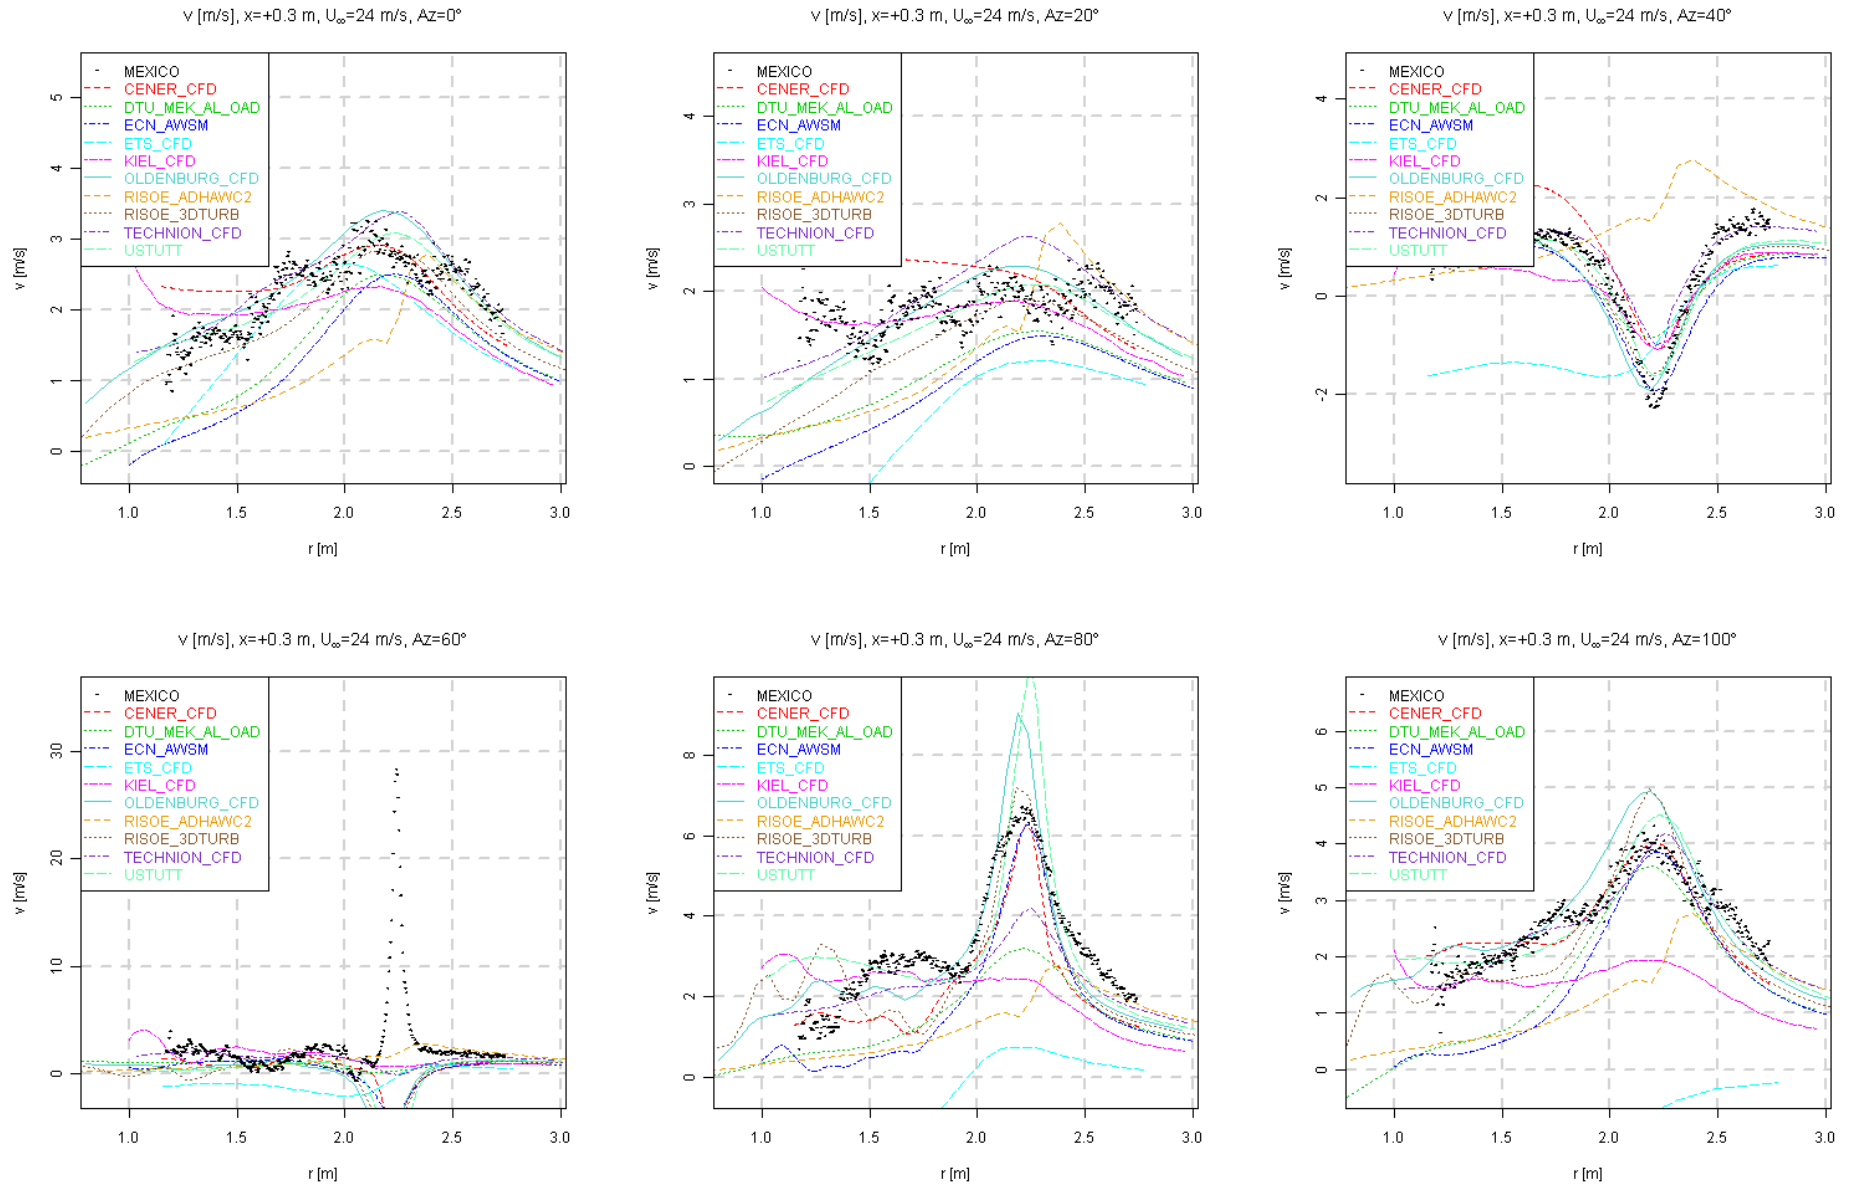 v [m/s], x=+0.3 m, U∞=24 m/s, Az=0°
MEXICO
CENER_CFD
DTU_MEK_AL_OAD
ECN_AWSM
ETS_CFD
KIEL_CFD
OLDENBURG_CFD
RISOE_ADHAWC2
RISOE_3DTURB
TECHNION_CFD
USTUTT
v [m/s]
5
4
3
2
1
0
1.0 1.5 2.0 2.5 3.0
r [m]
v [m/s], x=+0.3 m, U∞=24 m/s, Az=20°
MEXICO
CENER_CFD
DTU_MEK_AL_OAD
ECN_AWSM
ETS_CFD
KIEL_CFD
OLDENBURG_CFD
RISOE_ADHAWC2
RISOE_3DTURB
TECHNION_CFD
USTUTT
v [m/s]
4
3
2
1
0
1.0 1.5 2.0 2.5 3.0
r [m]
v [m/s], x=+0.3 m, U∞=24 m/s, Az=40°
MEXICO
CENER_CFD
DTU_MEK_AL_OAD
ECN_AWSM
ETS_CFD
KIEL_CFD
OLDENBURG_CFD
RISOE_ADHAWC2
RISOE_3DTURB
TECHNION_CFD
USTUTT
v [m/s]
4
2
0
-2
1.0 1.5 2.0 2.5 3.0
r [m]
v [m/s], x=+0.3 m, U∞=24 m/s, Az=60°
MEXICO
CENER_CFD
DTU_MEK_AL_OAD
ECN_AWSM
ETS_CFD
KIEL_CFD
OLDENBURG_CFD
RISOE_ADHAWC2
RISOE_3DTURB
TECHNION_CFD
USTUTT
v [m/s]
30
20
10
0
1.0 1.5 2.0 2.5 3.0
r [m]
v [m/s], x=+0.3 m, U∞=24 m/s, Az=80°
MEXICO
CENER_CFD
DTU_MEK_AL_OAD
ECN_AWSM
ETS_CFD
KIEL_CFD
OLDENBURG_CFD
RISOE_ADHAWC2
RISOE_3DTURB
TECHNION_CFD
USTUTT
v [m/s]
8
6
4
2
0
1.0 1.5 2.0 2.5 3.0
r [m]
v [m/s], x=+0.3 m, U∞=24 m/s, Az=100°
MEXICO
CENER_CFD
DTU_MEK_AL_OAD
ECN_AWSM
ETS_CFD
KIEL_CFD
OLDENBURG_CFD
RISOE_ADHAWC2
RISOE_3DTURB
TECHNION_CFD
USTUTT
v [m/s]
6
5
4
3
2
1
0
1.0 1.5 2.0 2.5 3.0
r [m]